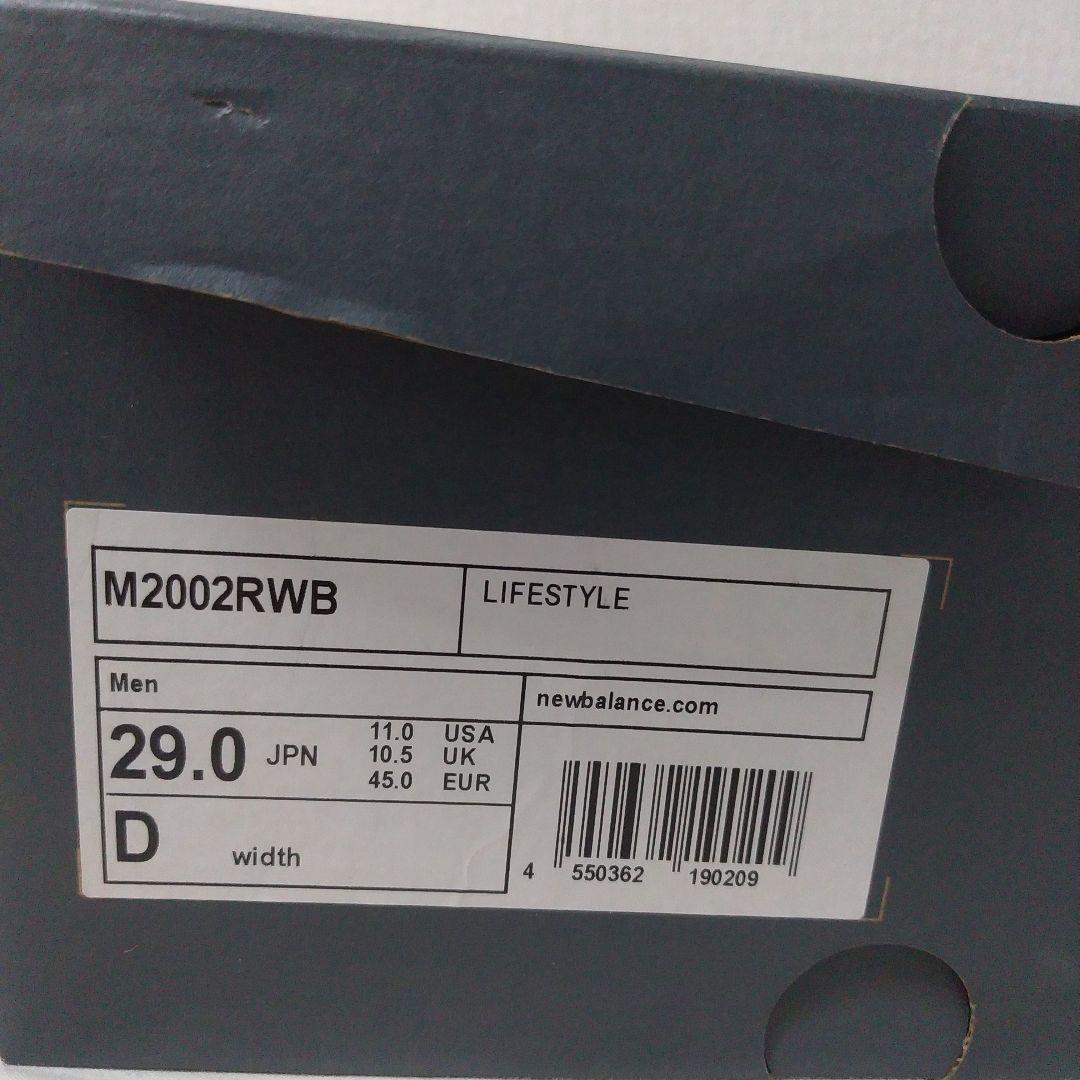 M2002RWB
LIFESTYLE
Men
newbalance.com
29.0 JPN
11.0 USA
10.5 UK
45.0 EUR
D width
4 550362 190209